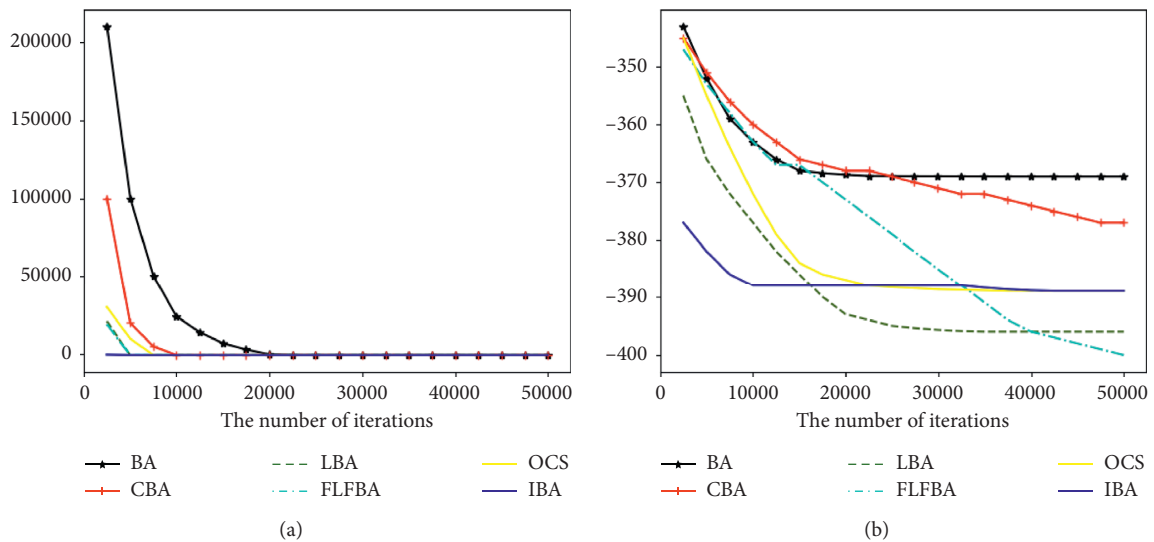 200000
150000
100000
50000
0
0 10000 20000 30000 40000 50000
The number of iterations
BA LBA OCS
CBA FLFBA IBA
(a)
−350
−360
−370
−380
−390
−400
0 10000 20000 30000 40000 50000
The number of iterations
BA LBA OCS
CBA FLFBA IBA
(b)